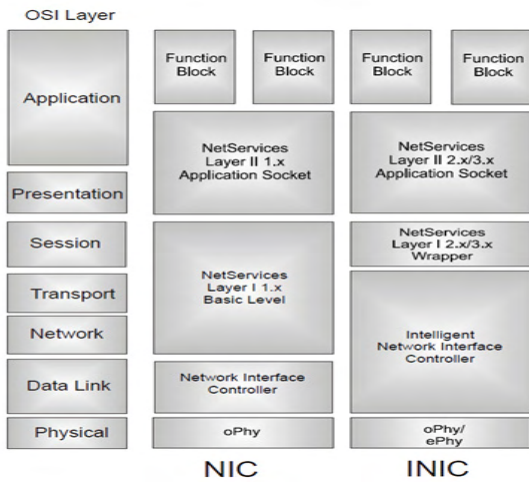 OSI Layer
Application
Presentation
Session
Transport
Network
Data Link
Physical
Function
Block
Function
Block
NetServices
Layer II 1.x
Application Socket
NetServices
Layer I 1.x
Basic Level
Network Interface
Controller
oPhy
NIC
Function
Block
Function
Block
NetServices
Layer II 2.x/3.x
Application Socket
NetServices
Layer I 2.x/3.x
Wrapper
Intelligent
Network Interface
Controller
oPhy/
ePhy
INIC